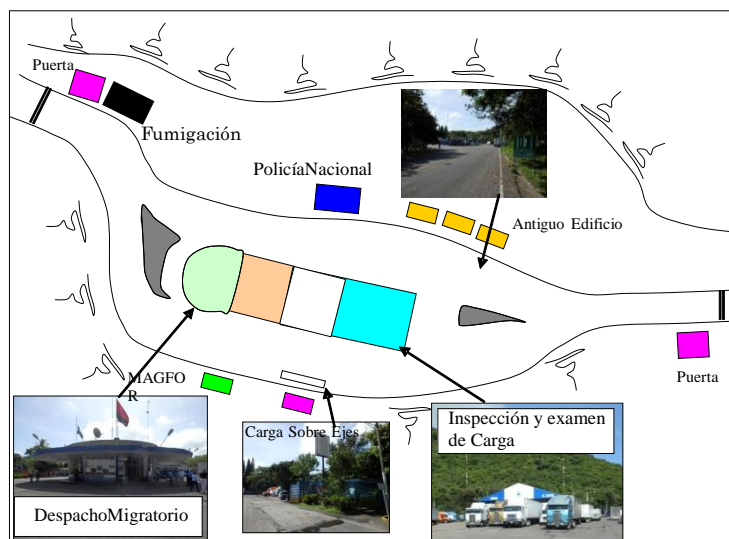 Puerta
Fumigación
PolicíaNacional
Antiguo Edificio
Puerta
MAGFO
R
Carga Sobre Ejes
Inspección y examen
de Carga
DespachoMigratorio